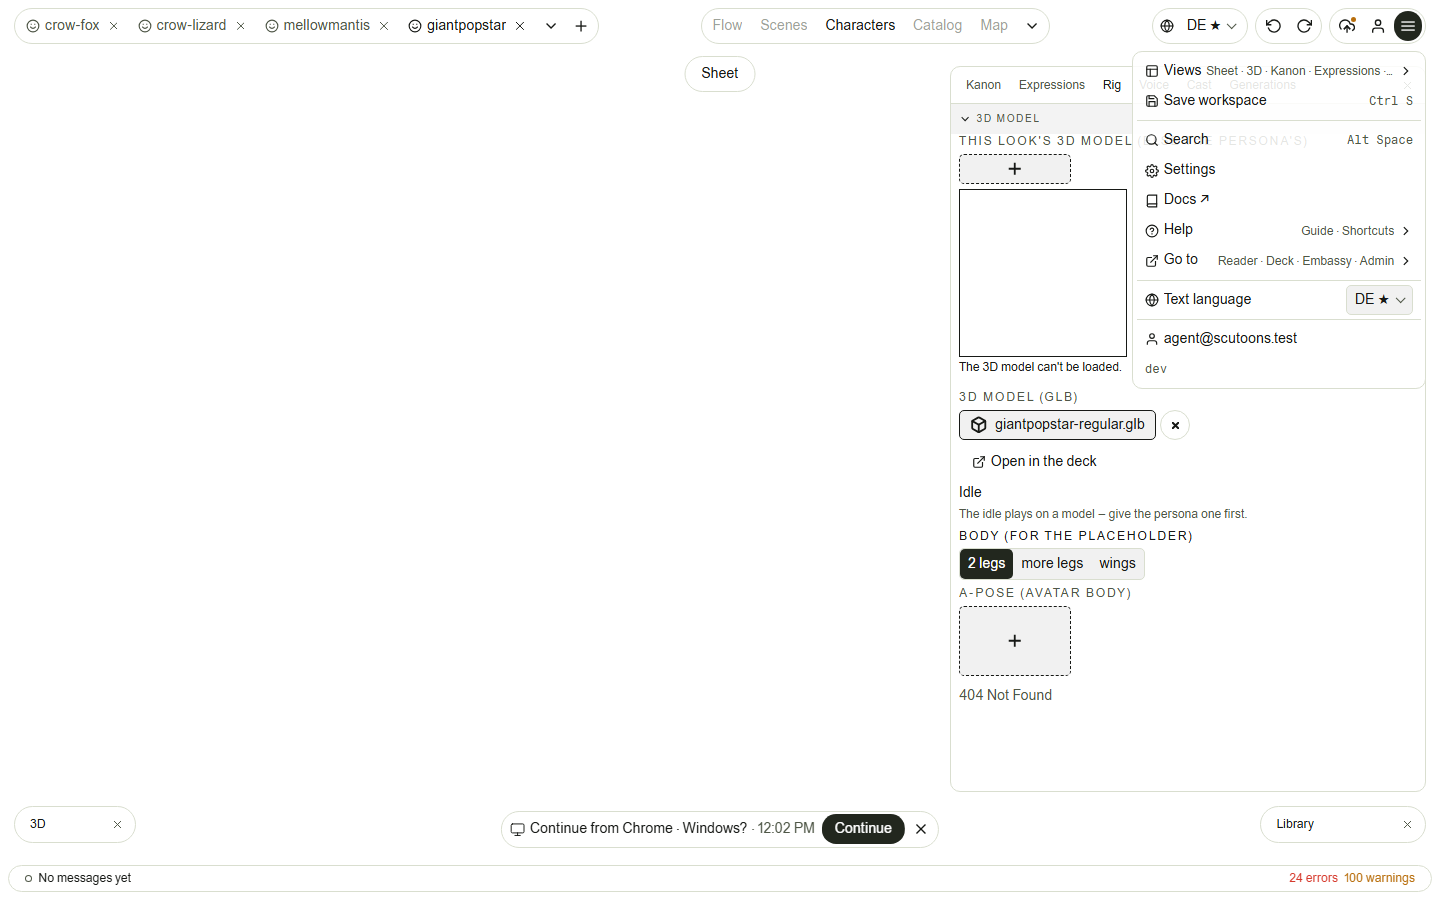 crow-fox
crow-lizard
mellowmantis
giantpopstar
Flow Scenes Characters Catalog Map
DE ★
Sheet
Kanon Expressions Rig Voice Cast Generations
3D MODEL
THIS LOOK'S 3D MODEL PERSONA'S)
The 3D model can't be loaded.
3D MODEL (GLB)
giantpopstar-regular.glb
Open in the deck
Idle
The idle plays on a model – give the persona one first.
BODY (FOR THE PLACEHOLDER)
2 legs more legs wings
A-POSE (AVATAR BODY)
404 Not Found
Views Sheet · 3D · Kanon · Expressions ·…
Save workspace Ctrl S
Search Alt Space
Settings
Docs ↗
Help Guide · Shortcuts
Go to Reader · Deck · Embassy · Admin
Text language DE ★
agent@scutoons.test
dev
3D
Continue from Chrome · Windows? · 12:02 PM Continue
Library
No messages yet
24 errors 100 warnings